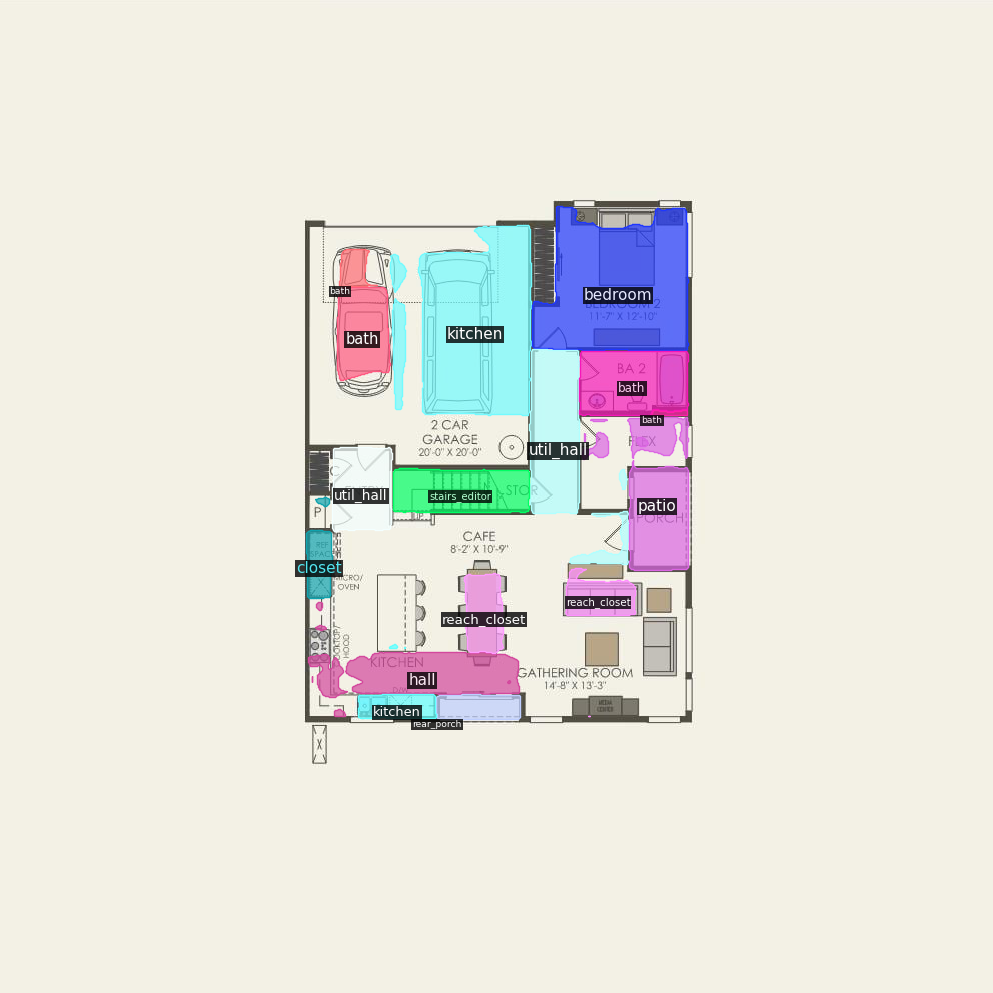 bedroom
BEDROOM 2
11'-7" X 12'-10"
bath
bath
kitchen
BA 2
bath
bath
2 CAR
GARAGE
20'-0" X 20'-0"
FLEX
util_hall
util_hall
stairs_editor
STOR
patio
PORCH
P
CAFE
8'-2" X 10'-9"
REF
SPACE
closet
X
MICRO/
OVEN
reach_closet
reach_closet
COOKTOP/
HOOD
KITCHEN
hall
GATHERING ROOM
14'-8" X 13'-3"
D/W
kitchen
rear_porch
MEDIA
CENTER
X